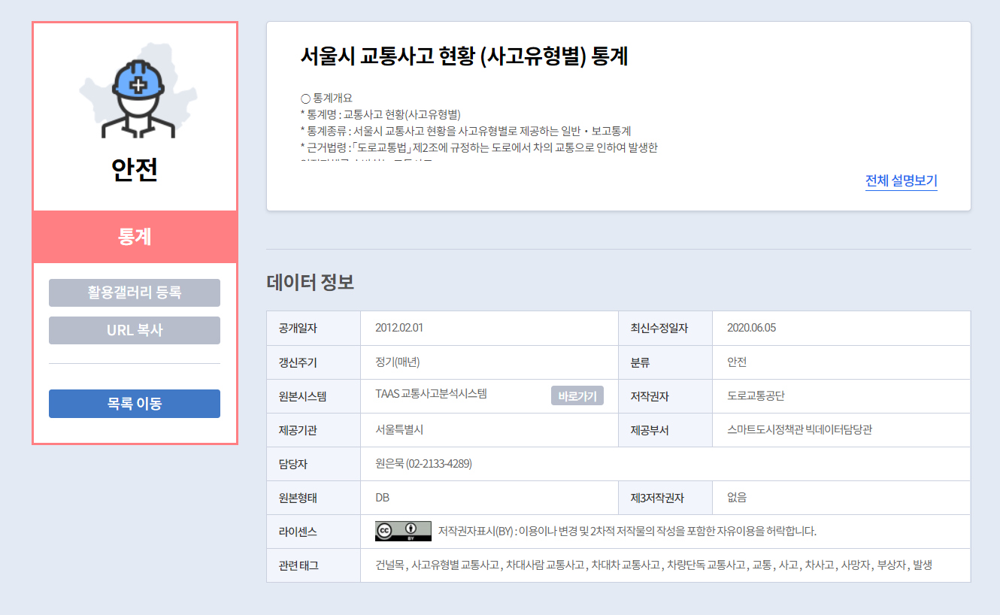 안전
통계
활용갤러리 등록
URL 복사
목록 이동
서울시 교통사고 현황 (사고유형별) 통계
○ 통계개요
* 통계명 : 교통사고 현황(사고유형별)
* 통계종류 : 서울시 교통사고 현황을 사고유형별로 제공하는 일반・보고통계
* 근거법령 :「도로교통법」제2조에 규정하는 도로에서 차의 교통으로 인하여 발생한
전체 설명보기
데이터 정보
공개일자 2012.02.01 최신수정일자 2020.06.05
갱신주기 정기(매년) 분류 안전
원본시스템 TAAS 교통사고분석시스템 바로가기 저작권자 도로교통공단
제공기관 서울특별시 제공부서 스마트도시정책관 빅데이터담당관
담당자 원은묵 (02-2133-4289)
원본형태 DB 제3저작권자 없음
라이센스 cc BY 저작권자표시(BY) : 이용이나 변경 및 2차적 저작물의 작성을 포함한 자유이용을 허락합니다.
관련 태그 건널목 , 사고유형별 교통사고 , 차대사람 교통사고 , 차대차 교통사고 , 차량단독 교통사고 , 교통 , 사고 , 차사고 , 사망자 , 부상자 , 발생